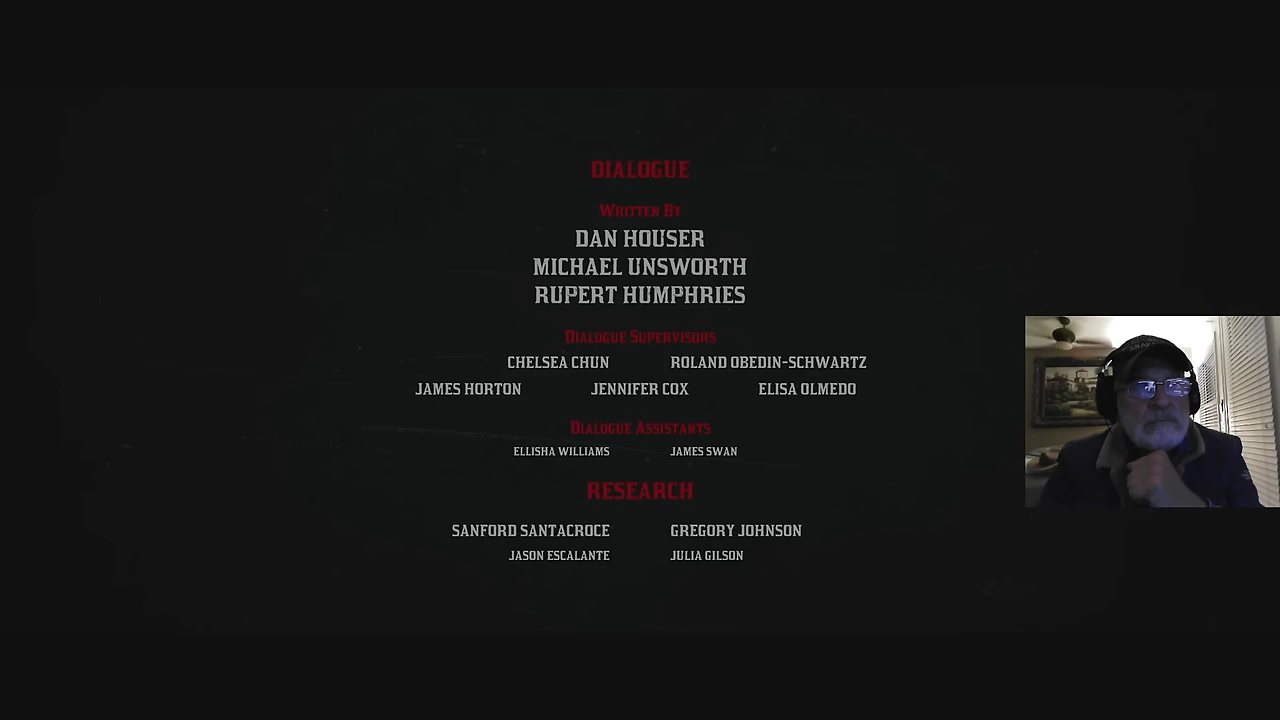 DIALOGUE
WRITTEN BY
DAN HOUSER
MICHAEL UNSWORTH
RUPERT HUMPHRIES
DIALOGUE SUPERVISORS
CHELSEA CHUN ROLAND OBEDIN-SCHWARTZ
JAMES HORTON JENNIFER COX ELISA OLMEDO
DIALOGUE ASSISTANTS
ELLISHA WILLIAMS JAMES SWAN
RESEARCH
SANFORD SANTACROCE GREGORY JOHNSON
JASON ESCALANTE JULIA GILSON